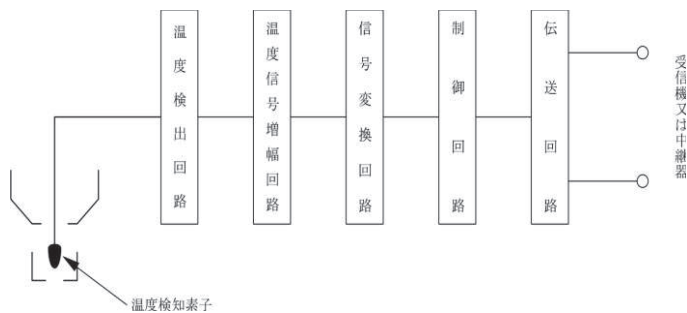 温度検出回路
温度信号増幅回路
信号変換回路
制御回路
伝送回路
受信機又は中継器
温度検知素子